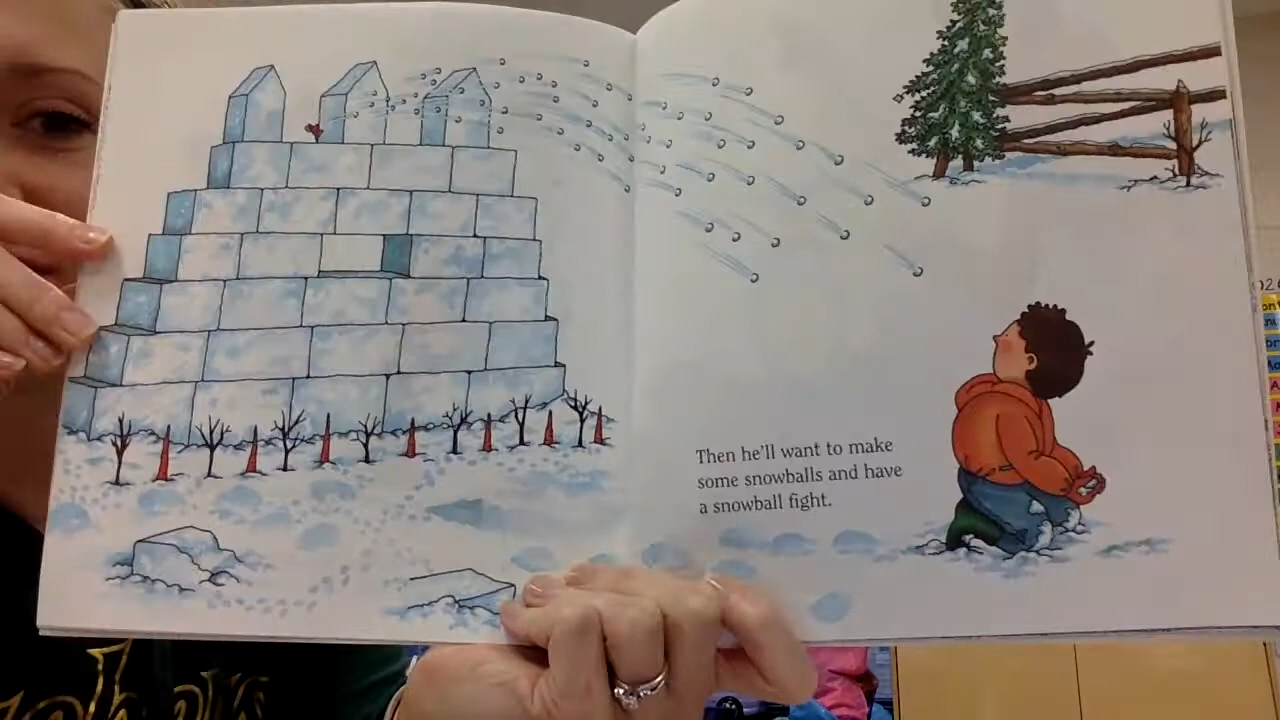 Then he'll want to make
some snowballs and have
a snowball fight.